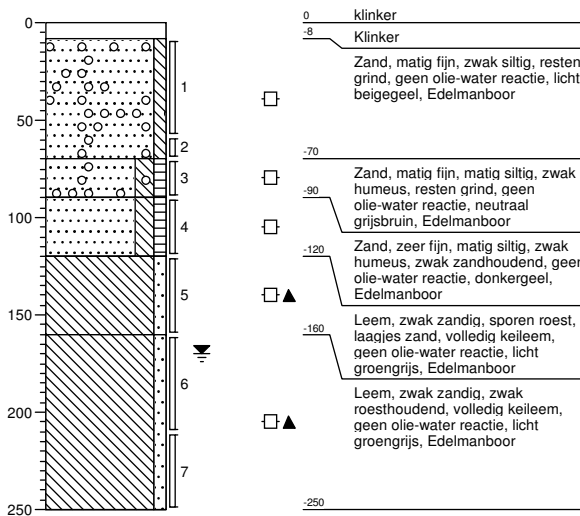 0
50
100
150
200
250
1
2
3
4
5
6
7
0 klinker
-8 Klinker
Zand, matig fijn, zwak siltig, resten
grind, geen olie-water reactie, licht
beigegeel, Edelmanboor
-70
Zand, matig fijn, matig siltig, zwak
humeus, resten grind, geen
olie-water reactie, neutraal
grijsbruin, Edelmanboor
-90
Zand, zeer fijn, matig siltig, zwak
humeus, zwak zandhoudend, geen
olie-water reactie, donkergeel,
Edelmanboor
-120
Leem, zwak zandig, sporen roest,
laagjes zand, volledig keileem,
geen olie-water reactie, licht
groengrijs, Edelmanboor
-160
Leem, zwak zandig, zwak
roesthoudend, volledig keileem,
geen olie-water reactie, licht
groengrijs, Edelmanboor
-250